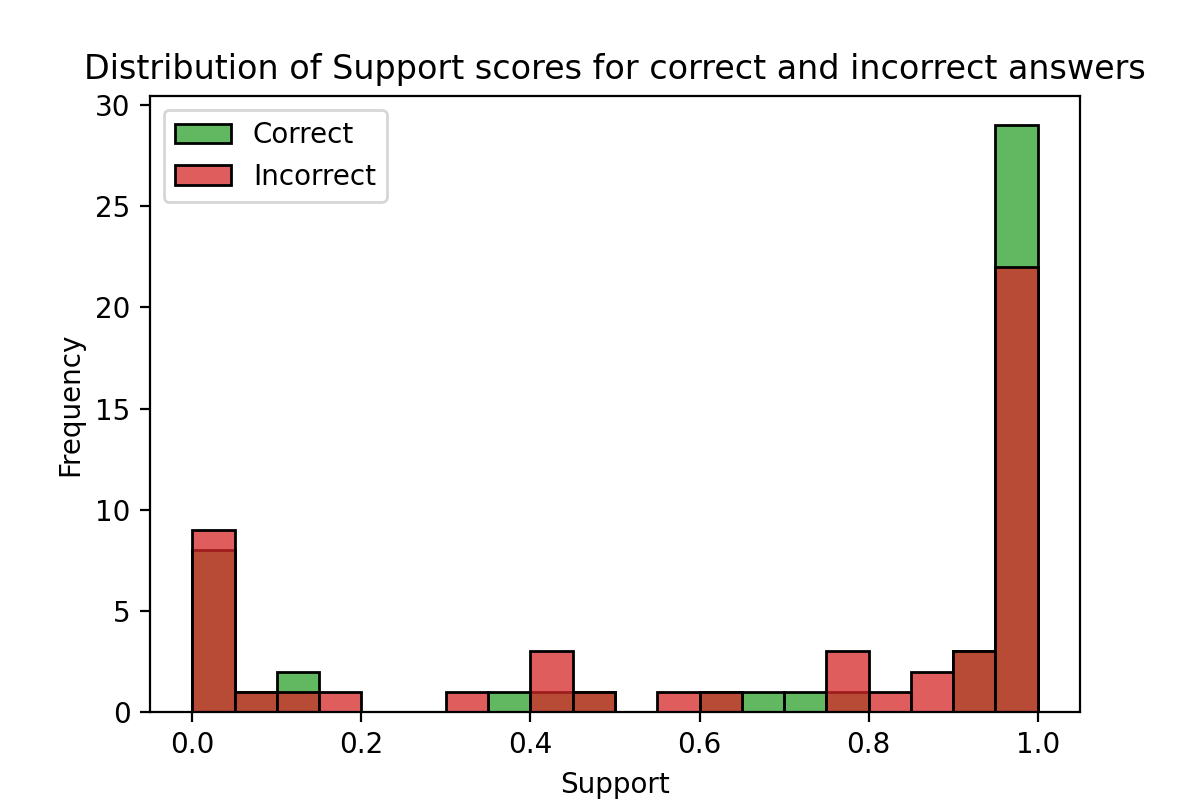 Distribution of Support scores for correct and incorrect answers
30
25
20
15
10
5
0
Frequency
Correct
Incorrect
0.0 0.2 0.4 0.6 0.8 1.0
Support